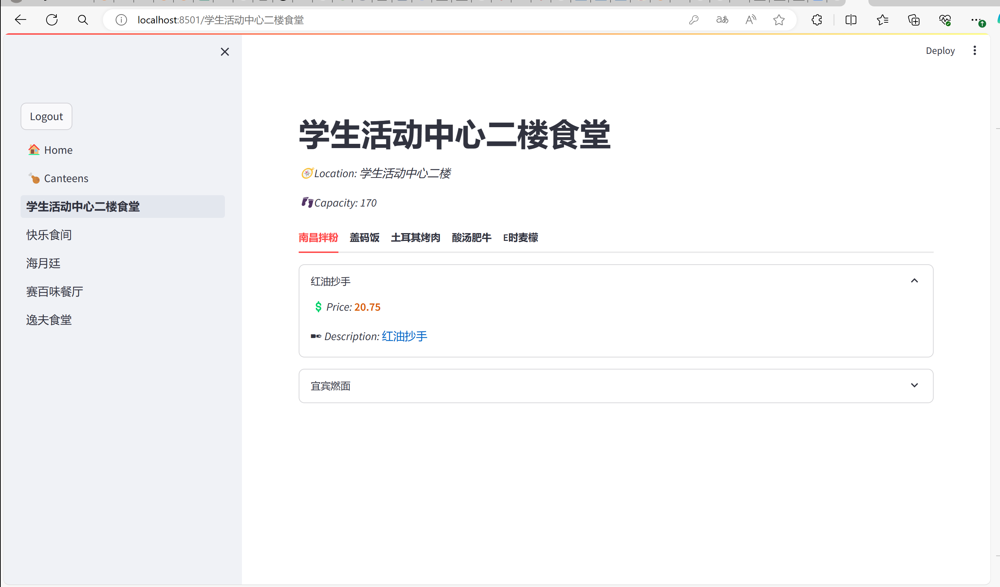 localhost:8501/学生活动中心二楼食堂
Deploy
Logout
Home
Canteens
学生活动中心二楼食堂
快乐食间
海月廷
赛百味餐厅
逸夫食堂
学生活动中心二楼食堂
Location: 学生活动中心二楼
Capacity: 170
南昌拌粉 盖码饭 土耳其烤肉 酸汤肥牛 E时麦檬
红油抄手
Price: 20.75
Description: 红油抄手
宜宾燃面